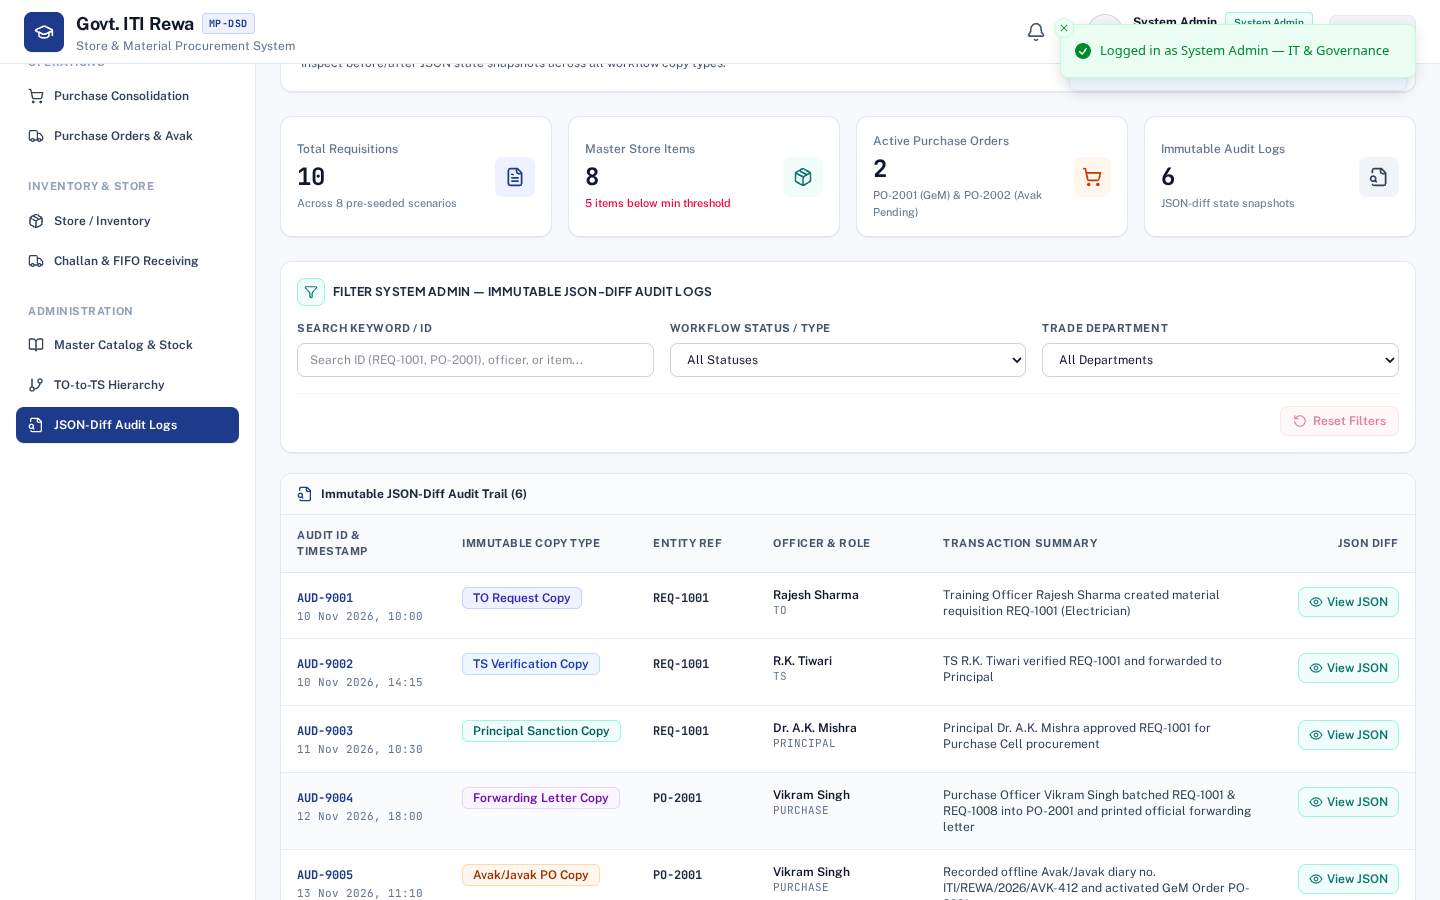 Govt. ITI Rewa
MP-DSD
Store & Material Procurement System
System Admin
System Admin
Logged in as System Admin — IT & Governance
OPERATIONS
Purchase Consolidation
Purchase Orders & Avak
INVENTORY & STORE
Store / Inventory
Challan & FIFO Receiving
ADMINISTRATION
Master Catalog & Stock
TO-to-TS Hierarchy
JSON-Diff Audit Logs
Inspect before/after JSON state snapshots across all workflow copy types.
Total Requisitions
10
Across 8 pre-seeded scenarios
Master Store Items
8
5 items below min threshold
Active Purchase Orders
2
PO-2001 (GeM) & PO-2002 (Avak
Pending)
Immutable Audit Logs
6
JSON-diff state snapshots
FILTER SYSTEM ADMIN — IMMUTABLE JSON-DIFF AUDIT LOGS
SEARCH KEYWORD / ID
Search ID (REQ-1001, PO-2001), officer, or item...
WORKFLOW STATUS / TYPE
All Statuses
TRADE DEPARTMENT
All Departments
Reset Filters
Immutable JSON-Diff Audit Trail (6)
AUDIT ID &
TIMESTAMP
IMMUTABLE COPY TYPE
ENTITY REF
OFFICER & ROLE
TRANSACTION SUMMARY
JSON DIFF
AUD-9001
10 Nov 2026, 10:00
TO Request Copy
REQ-1001
Rajesh Sharma
TO
Training Officer Rajesh Sharma created material
requisition REQ-1001 (Electrician)
View JSON
AUD-9002
10 Nov 2026, 14:15
TS Verification Copy
REQ-1001
R.K. Tiwari
TS
TS R.K. Tiwari verified REQ-1001 and forwarded to
Principal
View JSON
AUD-9003
11 Nov 2026, 10:30
Principal Sanction Copy
REQ-1001
Dr. A.K. Mishra
PRINCIPAL
Principal Dr. A.K. Mishra approved REQ-1001 for
Purchase Cell procurement
View JSON
AUD-9004
12 Nov 2026, 18:00
Forwarding Letter Copy
PO-2001
Vikram Singh
PURCHASE
Purchase Officer Vikram Singh batched REQ-1001 &
REQ-1008 into PO-2001 and printed official forwarding
letter
View JSON
AUD-9005
13 Nov 2026, 11:10
Avak/Javak PO Copy
PO-2001
Vikram Singh
PURCHASE
Recorded offline Avak/Javak diary no.
ITI/REWA/2026/AVK-412 and activated GeM Order PO-
View JSON